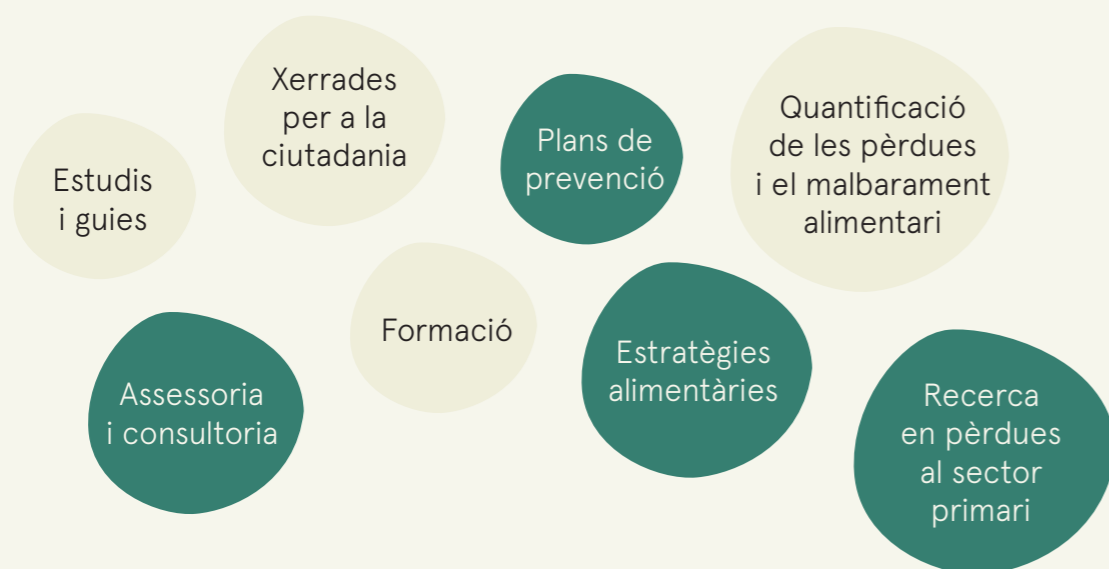 Estudis
i guies
Xerrades
per a la
ciutadania
Plans de
prevenció
Quantificació
de les pèrdues
i el malbarament
alimentari
Assessoria
i consultoria
Formació
Estratègies
alimentàries
Recerca
en pèrdues
al sector
primari